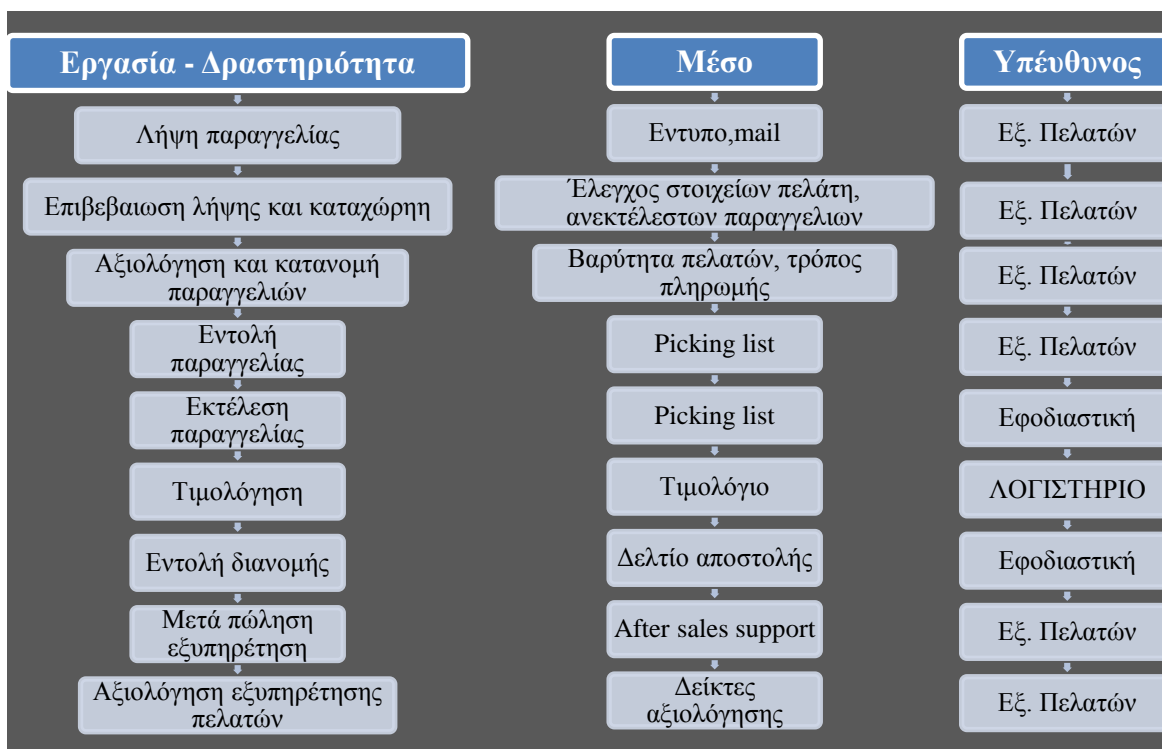 Εργασία - Δραστηριότητα
Μέσο
Υπέυθυνος
Λήψη παραγγελίας
Εντυπο,mail
Εξ. Πελατών
Επιβεβαιωση λήψης και καταχώρηη
Έλεγχος στοιχείων πελάτη,
ανεκτέλεστων παραγγελιων
Εξ. Πελατών
Αξιολόγηση και κατανομή
παραγγελιών
Βαρύτητα πελατών, τρόπος
πληρωμής
Εξ. Πελατών
Εντολή
παραγγελίας
Picking list
Εξ. Πελατών
Εκτέλεση
παραγγελίας
Picking list
Εφοδιαστική
Τιμολόγηση
Τιμολόγιο
ΛΟΓΙΣΤΗΡΙΟ
Εντολή διανομής
Δελτίο αποστολής
Εφοδιαστική
Μετά πώληση
εξυπηρέτηση
After sales support
Εξ. Πελατών
Αξιολόγηση εξυπηρέτησης
πελατών
Δείκτες
αξιολόγησης
Εξ. Πελατών